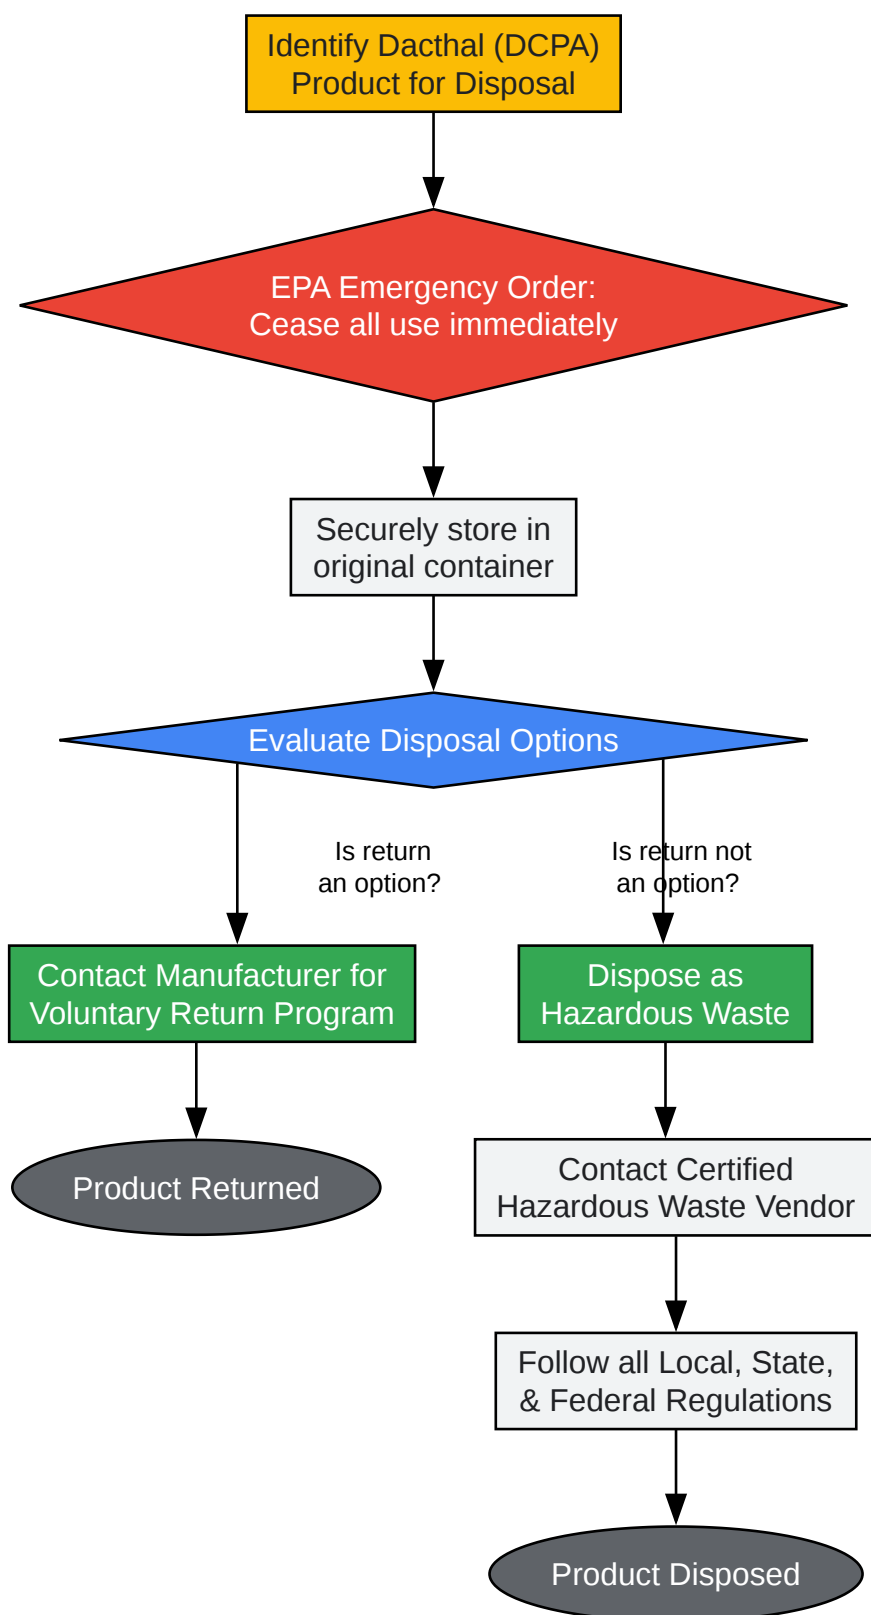 Identify Dacthal (DCPA)
Product for Disposal
EPA Emergency Order:
Cease all use immediately
Securely store in
original container
Evaluate Disposal Options
Is return
an option?
Is return not
an option?
Contact Manufacturer for
Voluntary Return Program
Dispose as
Hazardous Waste
Product Returned
Contact Certified
Hazardous Waste Vendor
Follow all Local, State,
& Federal Regulations
Product Disposed